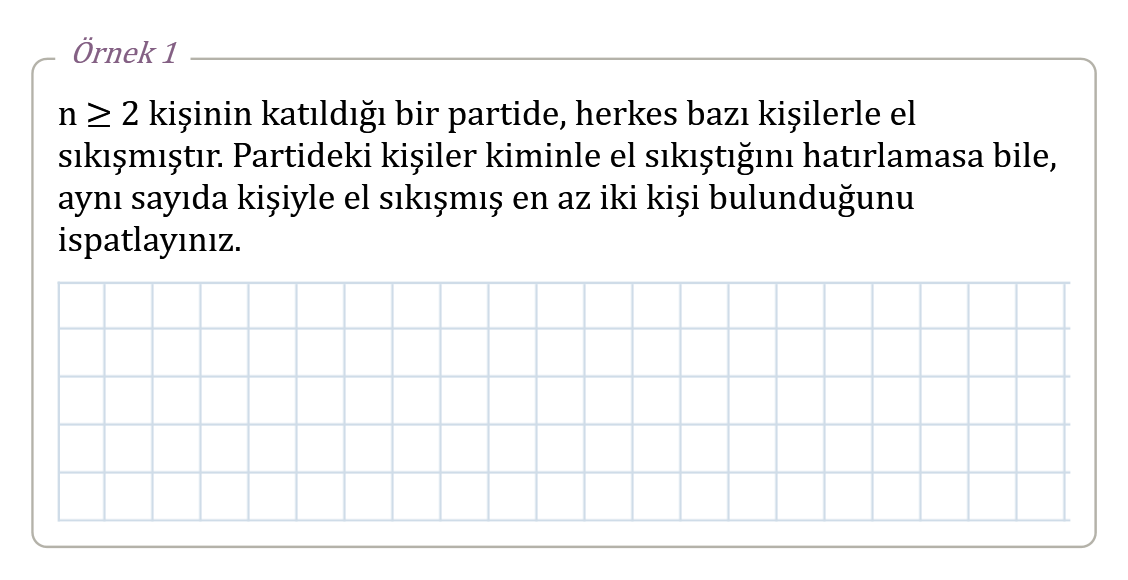 Örnek 1
n ≥ 2 kişinin katıldığı bir partide, herkes bazı kişilerle el
sıkışmıştır. Partideki kişiler kiminle el sıkıştığını hatırlamasa bile,
aynı sayıda kişiyle el sıkışmış en az iki kişi bulunduğunu
ispatlayınız.